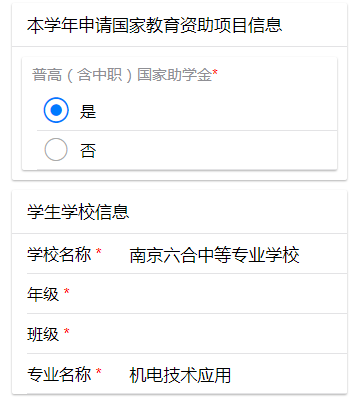 本学年申请国家教育资助项目信息
普高（含中职）国家助学金*
是
否
学生学校信息
学校名称 * 南京六合中等专业学校
年级 *
班级 *
专业名称 * 机电技术应用